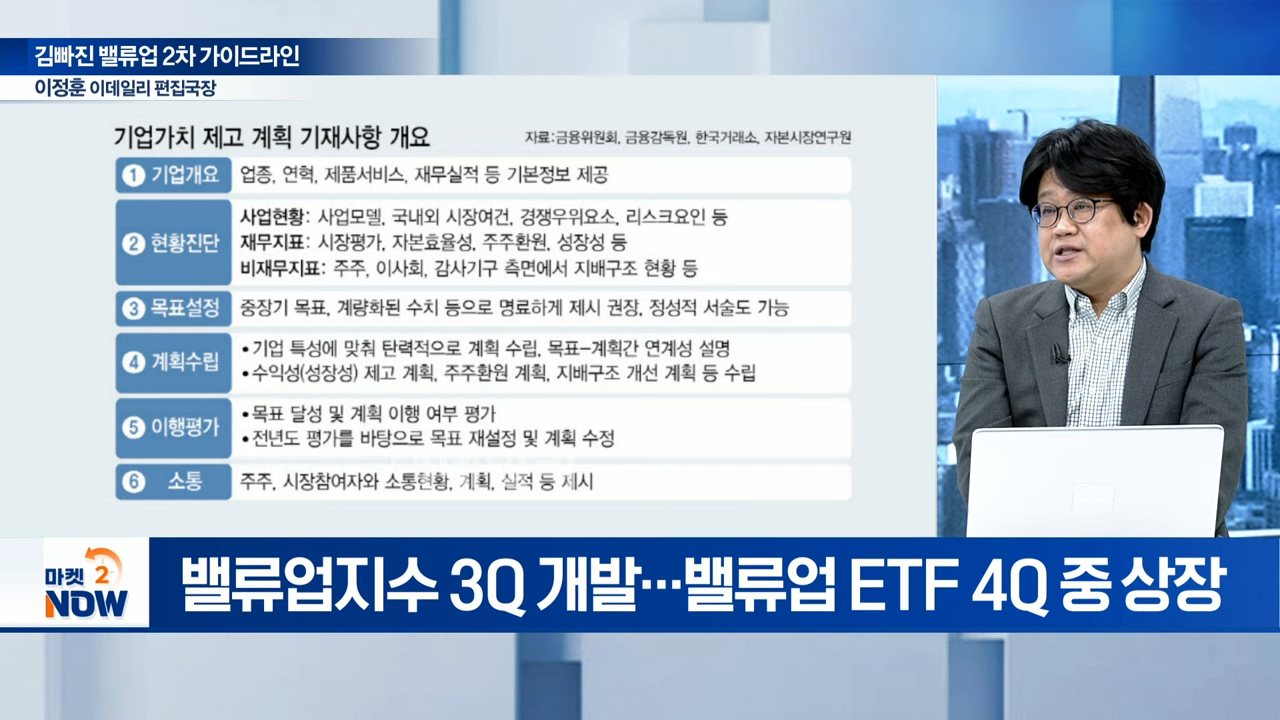 김빠진 밸류업 2차 가이드라인
이정훈 이데일리 편집국장
기업가치 제고 계획 기재사항 개요
자료:금융위원회, 금융감독원, 한국거래소, 자본시장연구원
1 기업개요
업종, 연혁, 제품서비스, 재무실적 등 기본정보 제공
2 현황진단
사업현황: 사업모델, 국내외 시장여건, 경쟁우위요소, 리스크요인 등
재무지표: 시장평가, 자본효율성, 주주환원, 성장성 등
비재무지표: 주주, 이사회, 감사기구 측면에서 지배구조 현황 등
3 목표설정
중장기 목표, 계량화된 수치 등으로 명료하게 제시 권장, 정성적 서술도 가능
4 계획수립
•기업 특성에 맞춰 탄력적으로 계획 수립, 목표-계획간 연계성 설명
•수익성(성장성) 제고 계획, 주주환원 계획, 지배구조 개선 계획 등 수립
5 이행평가
•목표 달성 및 계획 이행 여부 평가
•전년도 평가를 바탕으로 목표 재설정 및 계획 수정
6 소통
주주, 시장참여자와 소통현황, 계획, 실적 등 제시
마켓 2
NOW
밸류업지수 3Q 개발…밸류업 ETF 4Q 중 상장